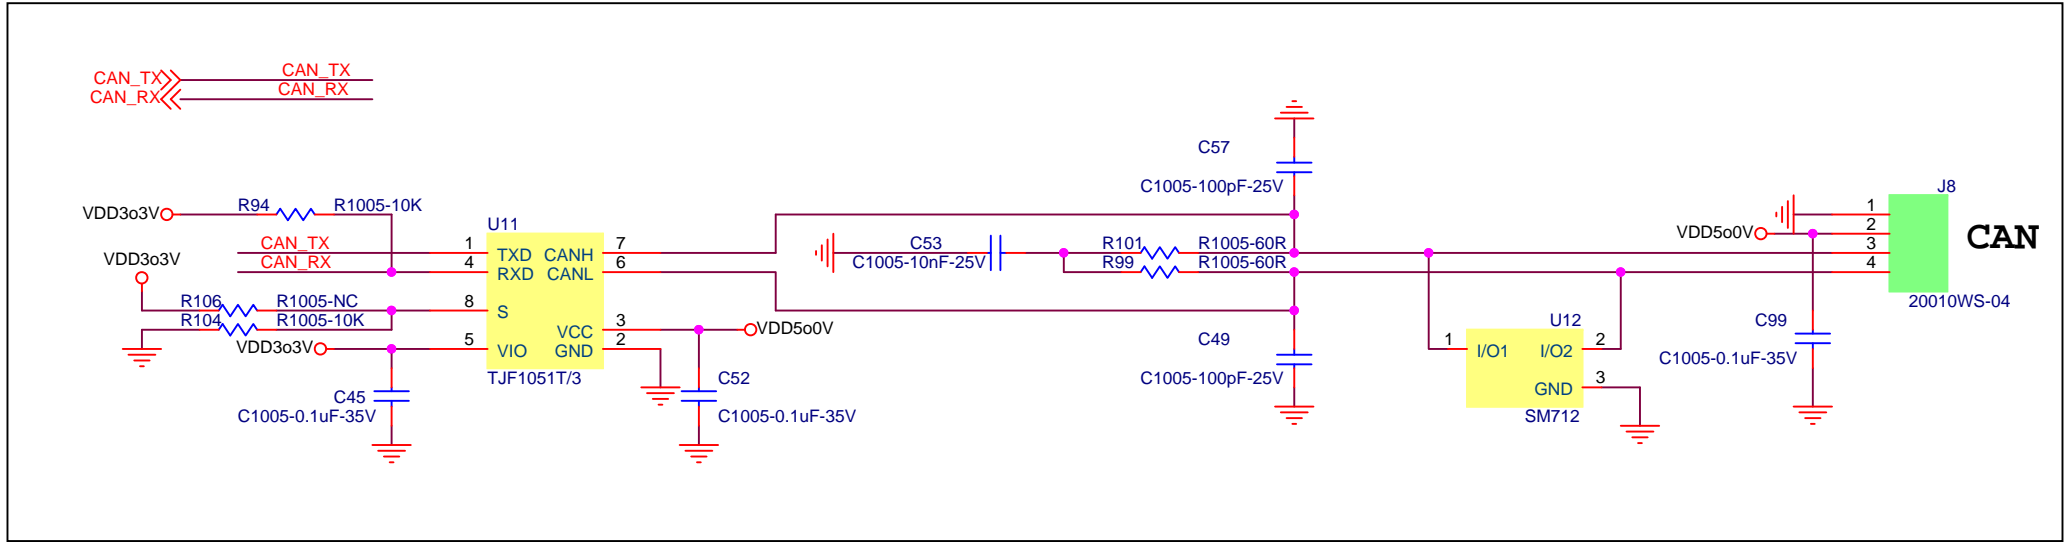 CAN_TX CAN_TX
CAN_RX CAN_RX
C57
C1005-100pF-25V
J8
VDD3o3V R94 R1005-10K
U11
1
VDD5o0V 2
3
4
CAN
20010WS-04
CAN_TX 1 TXD CANH 7
CAN_RX 4 RXD CANL 6
C53
C1005-10nF-25V
R101 R1005-60R
R99 R1005-60R
VDD3o3V
R106 R1005-NC
R104 R1005-10K
8 S
VDD3o3V 5 VIO
VCC 3 VDD5o0V
GND 2
TJF1051T/3
C45
C1005-0.1uF-35V
C52
C1005-0.1uF-35V
C49
C1005-100pF-25V
U12
1 I/O1 I/O2 2
GND 3
SM712
C99
C1005-0.1uF-35V